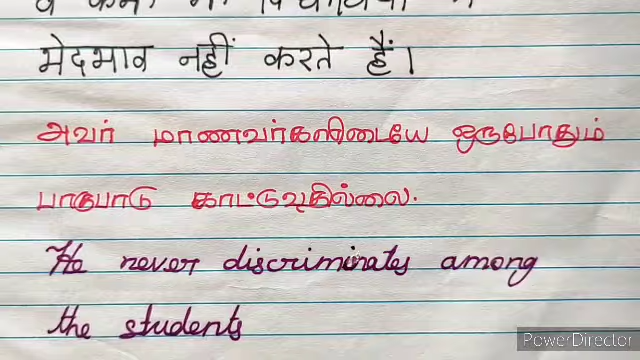 भेदभाव नहीं करते हैं।
அவர் மாணவர்களிடையே ஒருபோதும்
பாகுபாடு காட்டுவதில்லை.
He never discriminates among
the students
PowerDirector